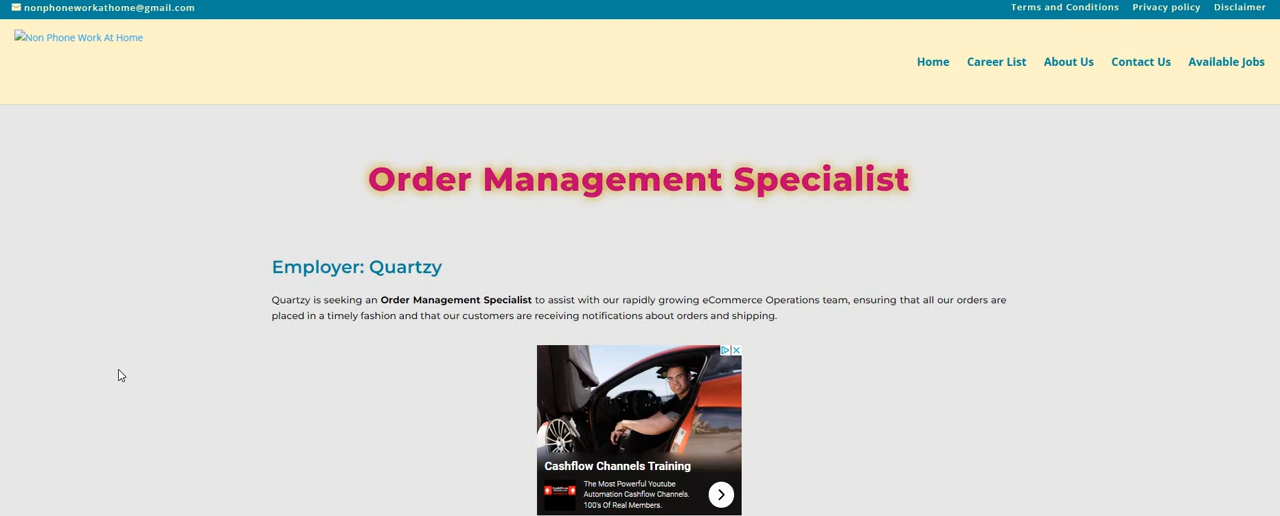 nonphoneworkathome@gmail.com
Terms and Conditions Privacy policy Disclaimer
Non Phone Work At Home
Home Career List About Us Contact Us Available Jobs
Order Management Specialist
Employer: Quartzy
Quartzy is seeking an Order Management Specialist to assist with our rapidly growing eCommerce Operations team, ensuring that all our orders are
placed in a timely fashion and that our customers are receiving notifications about orders and shipping.
Cashflow Channels Training
The Most Powerful Youtube
Automation Cashflow Channels.
100's Of Real Members.